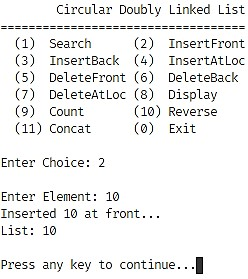 Circular Doubly Linked List
=================================
(1) Search (2) InsertFront
(3) InsertBack (4) InsertAtLoc
(5) DeleteFront (6) DeleteBack
(7) DeleteAtLoc (8) Display
(9) Count (10) Reverse
(11) Concat (0) Exit
Enter Choice: 2
Enter Element: 10
Inserted 10 at front...
List: 10
Press any key to continue...